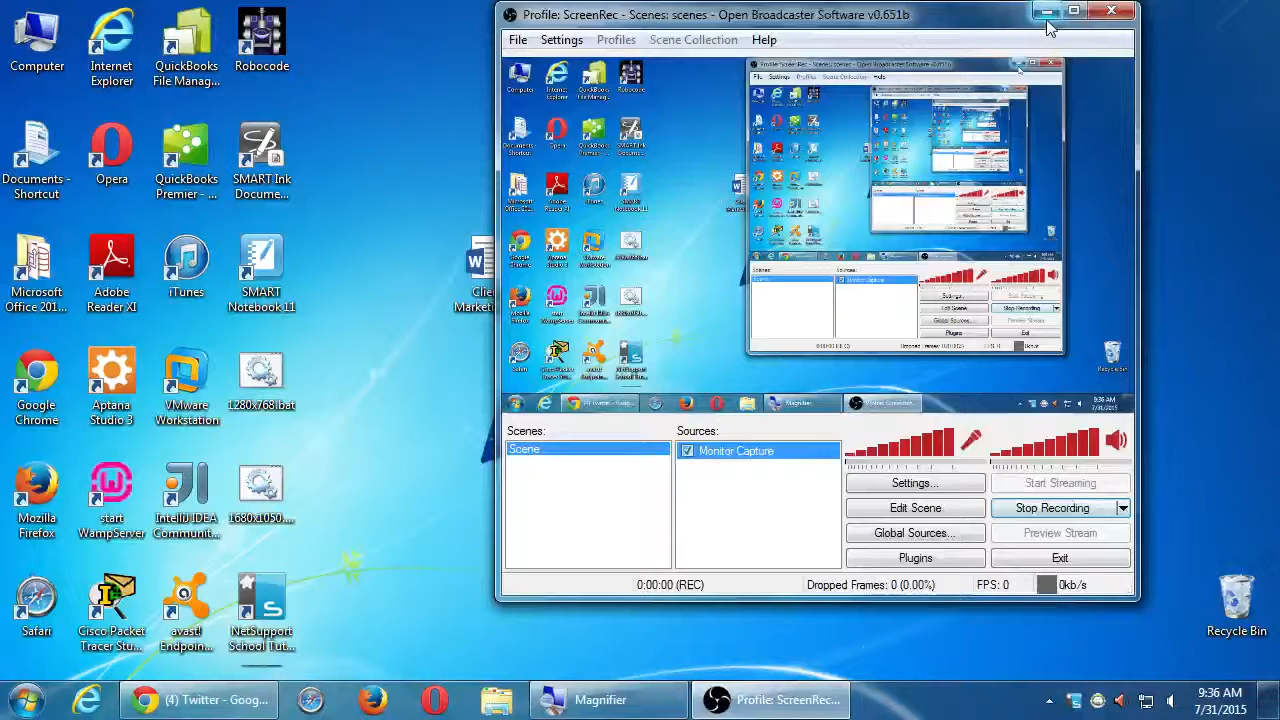 Profile: ScreenRec - Scenes: scenes - Open Broadcaster Software v0.651b
File Settings Profiles Scene Collection Help
Computer
Internet
Explorer
QuickBooks
File Manag...
Robocode
Documents -
Shortcut
Opera
QuickBooks
Premier - ...
SMART Ink
Docume...
Microsoft
Office 201...
Adobe
Reader XI
iTunes
SMART
Notebook 11
Clie
Market
Google
Chrome
Aptana
Studio 3
VMware
Workstation
1280x768.bat
Mozilla
Firefox
start
WampServer
IntelliJ IDEA
Communit...
1680x1050....
Safari
Cisco Packet
Tracer Stu...
avast!
Endpoin...
NetSupport
School Tut...
Recycle Bin
Scenes:
Scene
Sources:
Monitor Capture
Settings...
Start Streaming
Edit Scene
Stop Recording
Global Sources...
Preview Stream
Plugins
Exit
0:00:00 (REC)
Dropped Frames: 0 (0.00%)
FPS: 0
0kb/s
(4) Twitter - Goog...
Magnifier
Profile: ScreenRec...
9:36 AM
7/31/2015